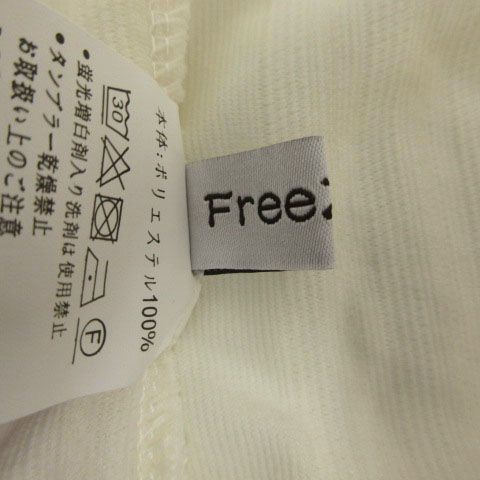 本体:ポリエステル100%
30
F
・蛍光増白剤入り洗剤は使用禁止
・タンブラー乾燥禁止
お取扱い上のご注意
Free